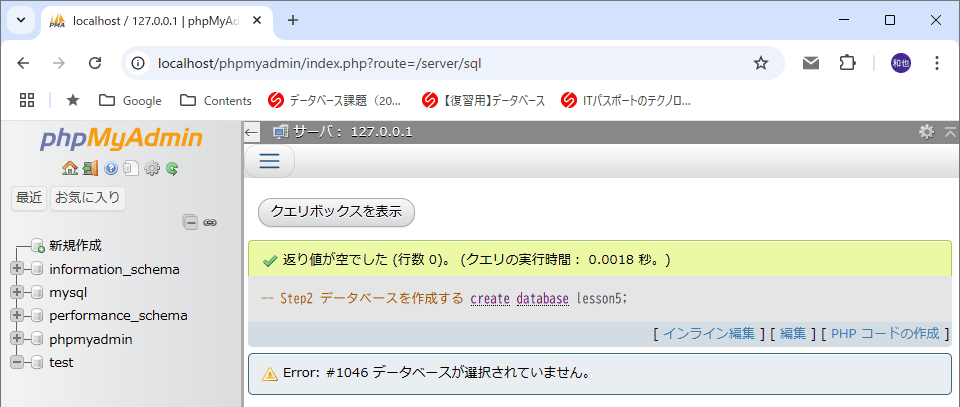 localhost / 127.0.0.1 | phpMyAd
localhost/phpmyadmin/index.php?route=/server/sql
和也
Google Contents データベース課題（20... 【復習用】データベース ITパスポートのテクノロ...
phpMyAdmin
最近 お気に入り
新規作成
information_schema
mysql
performance_schema
phpmyadmin
test
サーバ: 127.0.0.1
クエリボックスを表示
返り値が空でした (行数 0)。 (クエリの実行時間： 0.0018 秒。)
-- Step2 データベースを作成する create database lesson5;
[ インライン編集 ] [ 編集 ] [ PHP コードの作成 ]
Error: #1046 データベースが選択されていません。